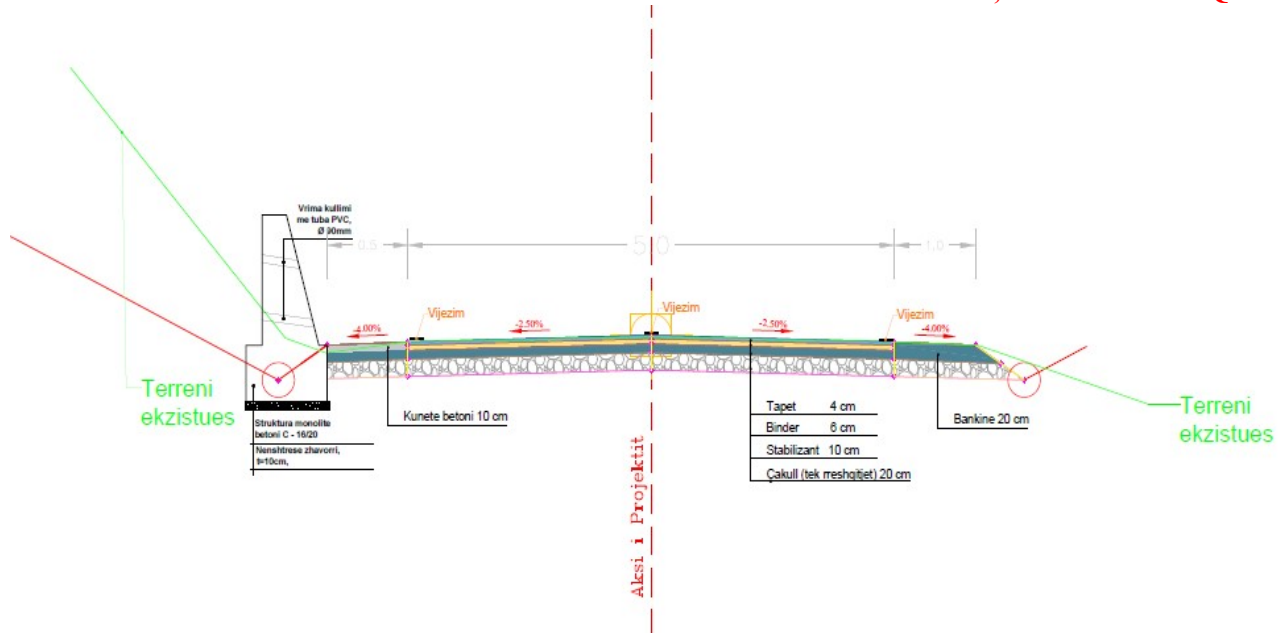 Vrima kullimi
me tuba PVC,
Ø 90mm
0.5
5.0
1.0
Vijezim
Vijezim
Vijezim
-4.00%
-2.50%
-2.50%
-4.00%
Terreni
ekzistues
Struktura monolite
betoni C - 16/20
Nenshtrese zhavorri,
t=10cm,
Kunete betoni 10 cm
Aksi i Projektit
Tapet 4 cm
Binder 6 cm
Stabilizant 10 cm
Çakull (tek rreshqitjet) 20 cm
Bankine 20 cm
Terreni
ekzistues